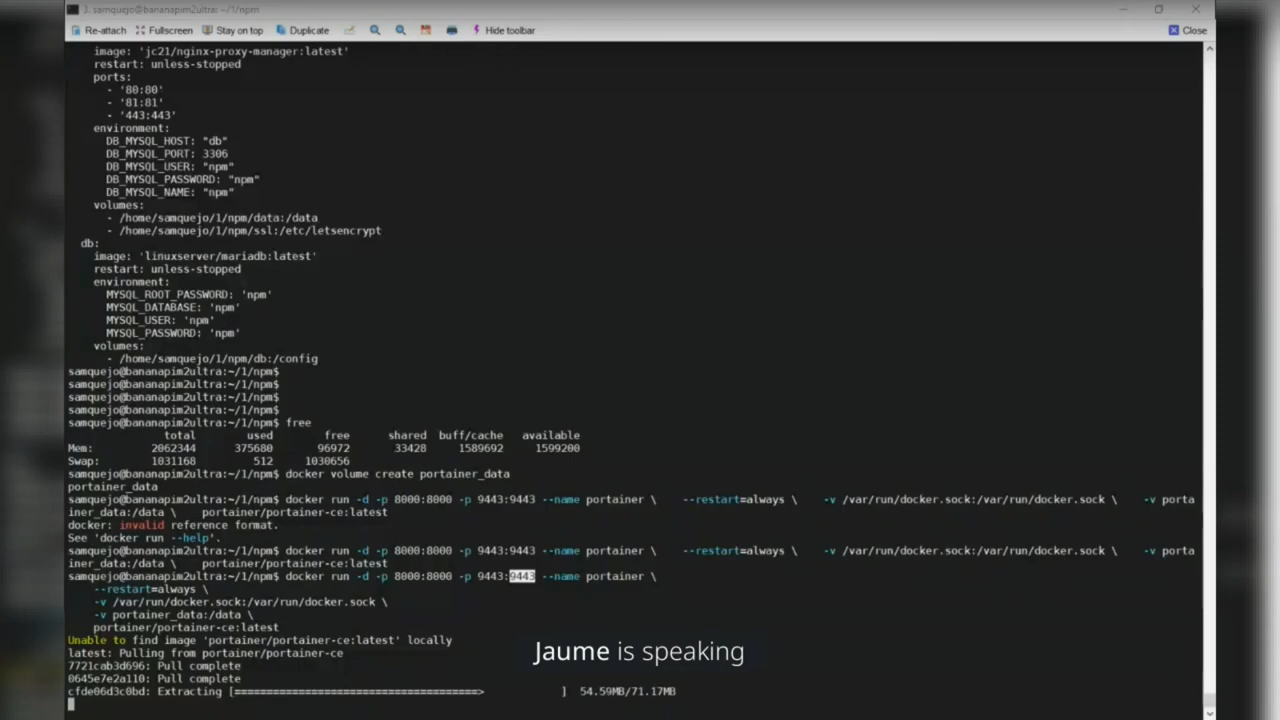 3. samquejo@bananapim2ultra: ~/1/npm
Re-attach Fullscreen Stay on top Duplicate Hide toolbar Close
image: 'jc21/nginx-proxy-manager:latest'
restart: unless-stopped
ports:
- '80:80'
- '81:81'
- '443:443'
environment:
DB_MYSQL_HOST: "db"
DB_MYSQL_PORT: 3306
DB_MYSQL_USER: "npm"
DB_MYSQL_PASSWORD: "npm"
DB_MYSQL_NAME: "npm"
volumes:
- /home/samquejo/1/npm/data:/data
- /home/samquejo/1/npm/ssl:/etc/letsencrypt
db:
image: 'linuxserver/mariadb:latest'
restart: unless-stopped
environment:
MYSQL_ROOT_PASSWORD: 'npm'
MYSQL_DATABASE: 'npm'
MYSQL_USER: 'npm'
MYSQL_PASSWORD: 'npm'
volumes:
- /home/samquejo/1/npm/db:/config
samquejo@bananapim2ultra:~/1/npm$
samquejo@bananapim2ultra:~/1/npm$
samquejo@bananapim2ultra:~/1/npm$
samquejo@bananapim2ultra:~/1/npm$
samquejo@bananapim2ultra:~/1/npm$ free
total used free shared buff/cache available
Mem: 2062344 375680 96972 33428 1589692 1599200
Swap: 1031168 512 1030656
samquejo@bananapim2ultra:~/1/npm$ docker volume create portainer_data
portainer_data
samquejo@bananapim2ultra:~/1/npm$ docker run -d -p 8000:8000 -p 9443:9443 --name portainer \ --restart=always \ -v /var/run/docker.sock:/var/run/docker.sock \ -v porta
iner_data:/data \ portainer/portainer-ce:latest
docker: invalid reference format.
See 'docker run --help'.
samquejo@bananapim2ultra:~/1/npm$ docker run -d -p 8000:8000 -p 9443:9443 --name portainer \ --restart=always \ -v /var/run/docker.sock:/var/run/docker.sock \ -v porta
iner_data:/data \ portainer/portainer-ce:latest
samquejo@bananapim2ultra:~/1/npm$ docker run -d -p 8000:8000 -p 9443:9443 --name portainer \
--restart=always \
-v /var/run/docker.sock:/var/run/docker.sock \
-v portainer_data:/data \
portainer/portainer-ce:latest
Unable to find image 'portainer/portainer-ce:latest' locally
latest: Pulling from portainer/portainer-ce
7721cab3d696: Pull complete
0645e7e2a110: Pull complete
cfde06d3c0bd: Extracting [======================================> ] 54.59MB/71.17MB
Jaume is speaking